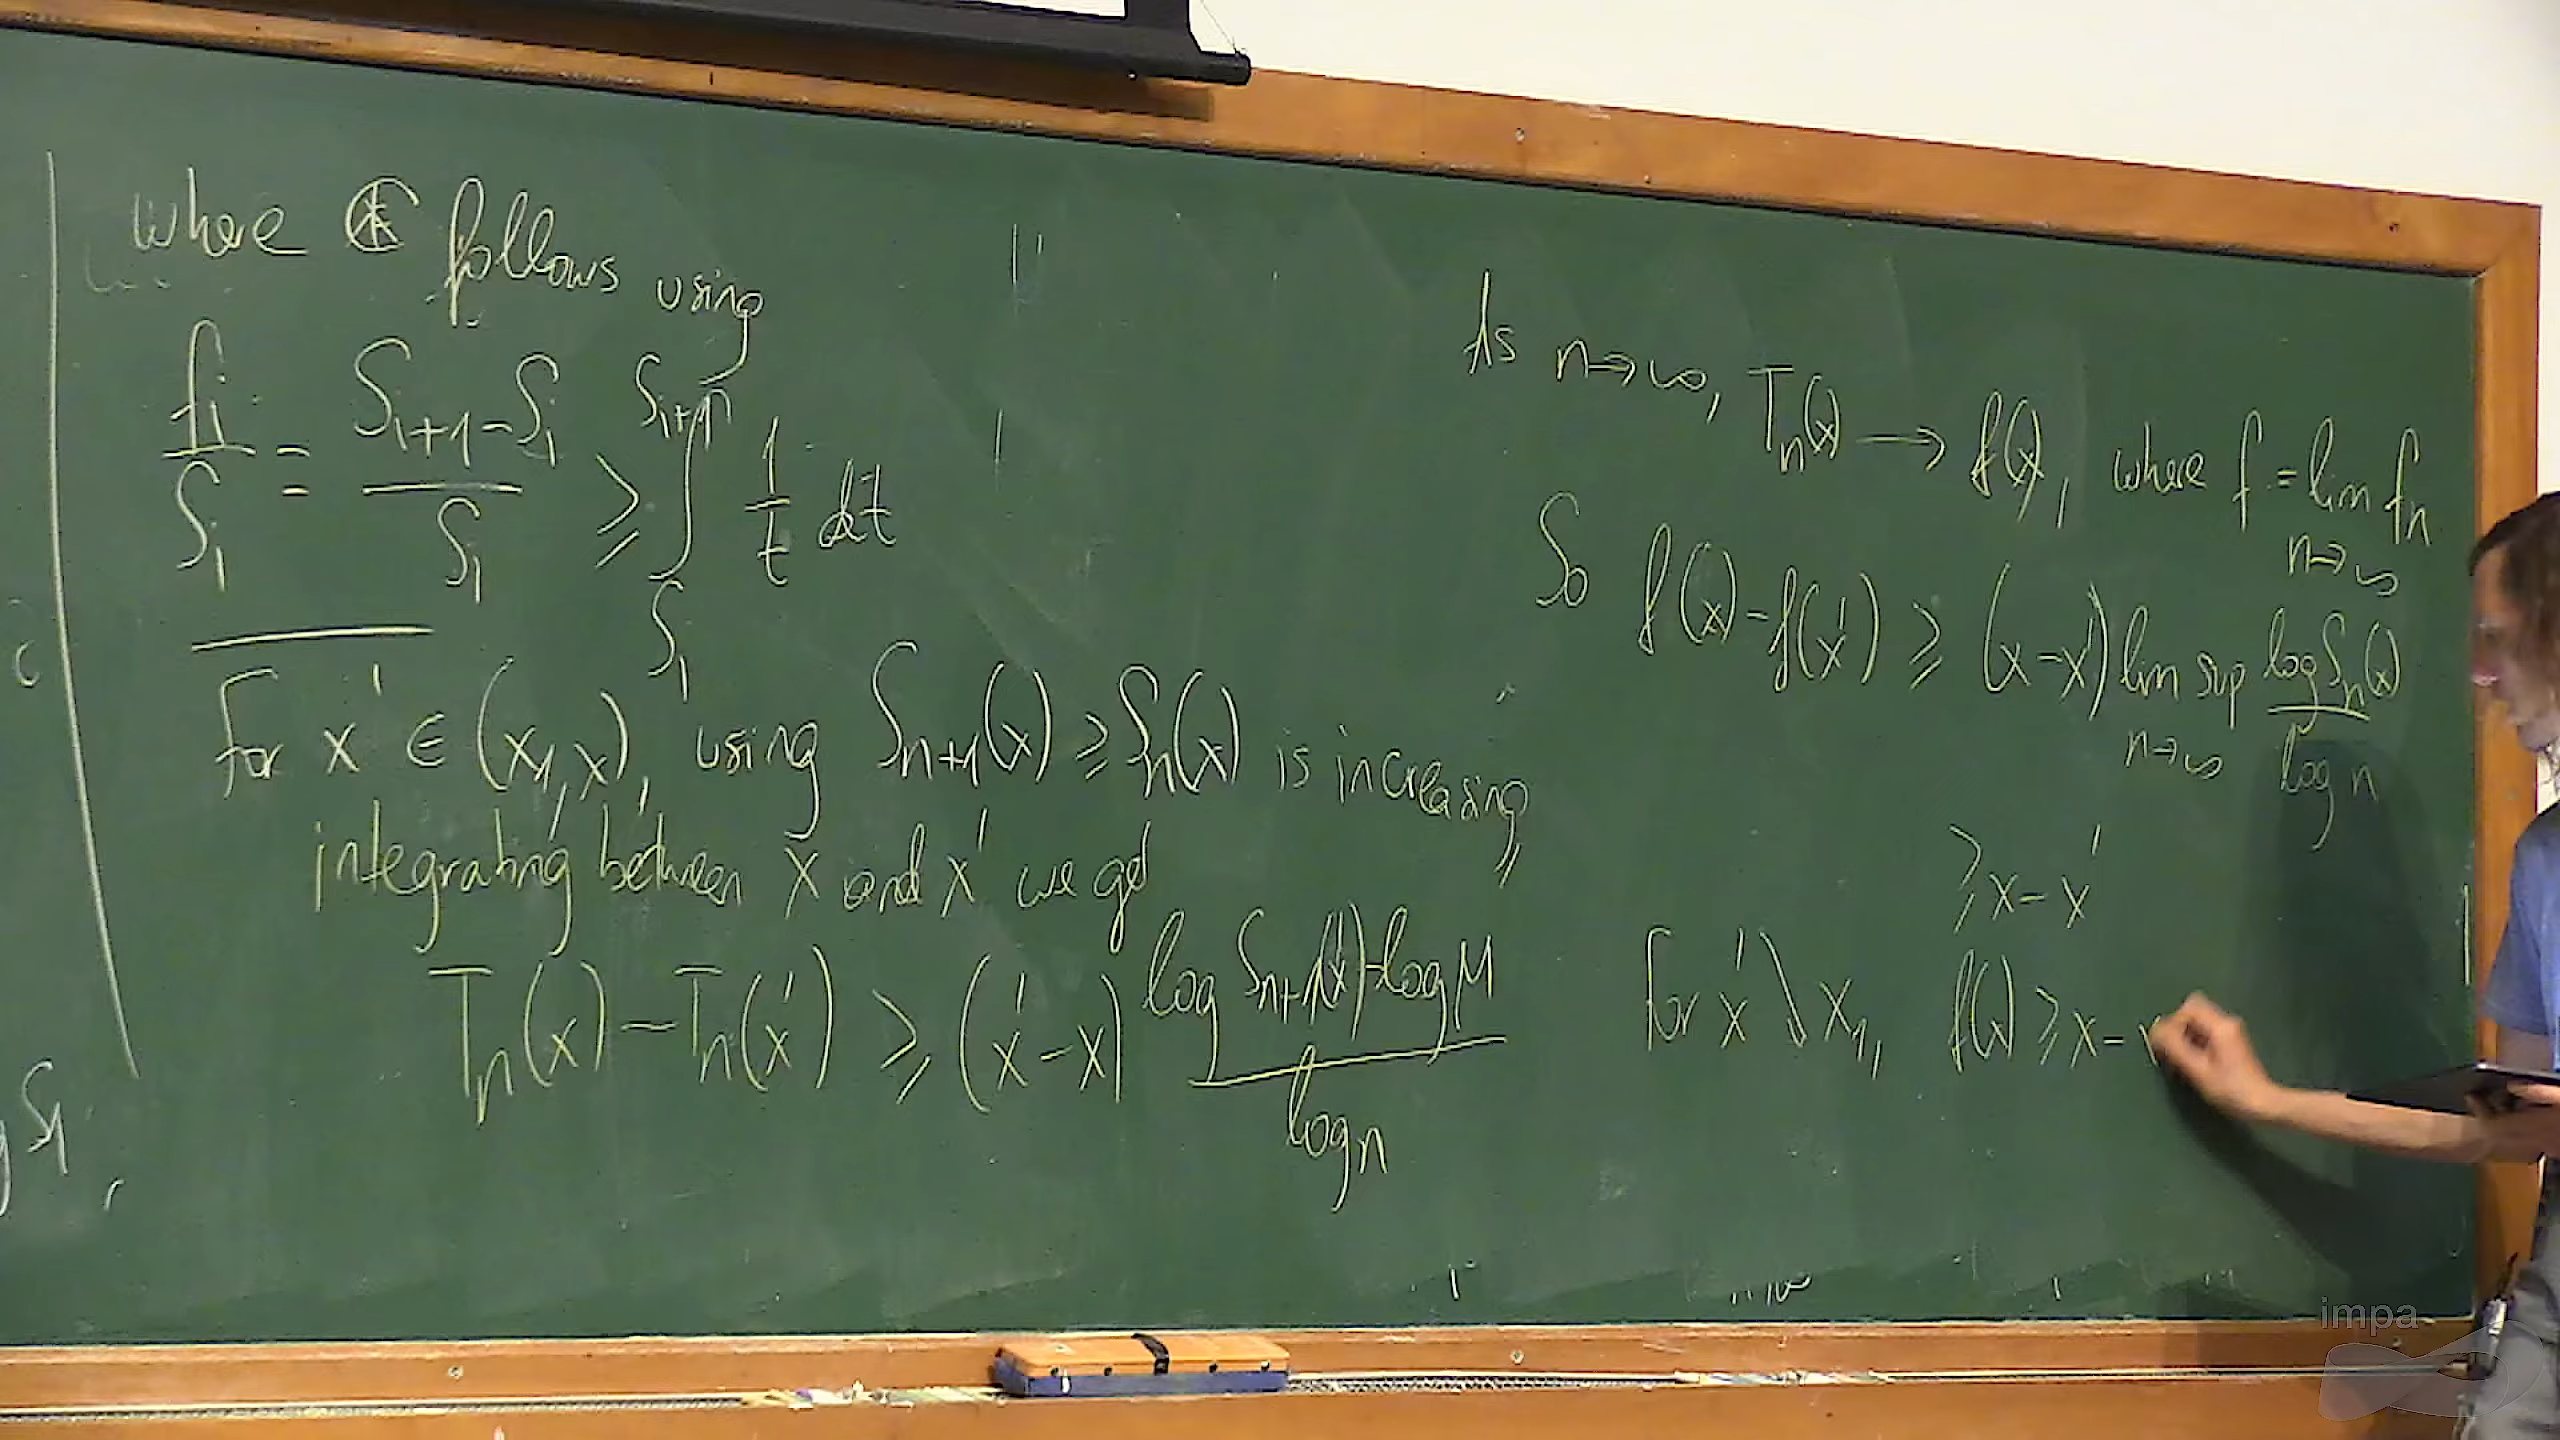 where ⊛ follows using
f_i/S_i = (S_{i+1} - S_i)/S_i ≥ ∫_{S_i}^{S_{i+1}} 1/t dt
For x' ∈ (x_1, x), using S_{n+1}(x) ≥ S_n(x) is increasing,
integrating between x and x' we get
T_n(x) - T_n(x') ≥ (x' - x) (log S_{n+1}(x') - log M)/log n
As n→∞, T_n(x) → f(x), where f = lim_{n→∞} f_n
So f(x) - f(x') ≥ (x - x') lim sup_{n→∞} log S_n(x)/log n
≥ x - x'
For x' ↘ x_1, f(x) ≥ x -
g S_1
impa